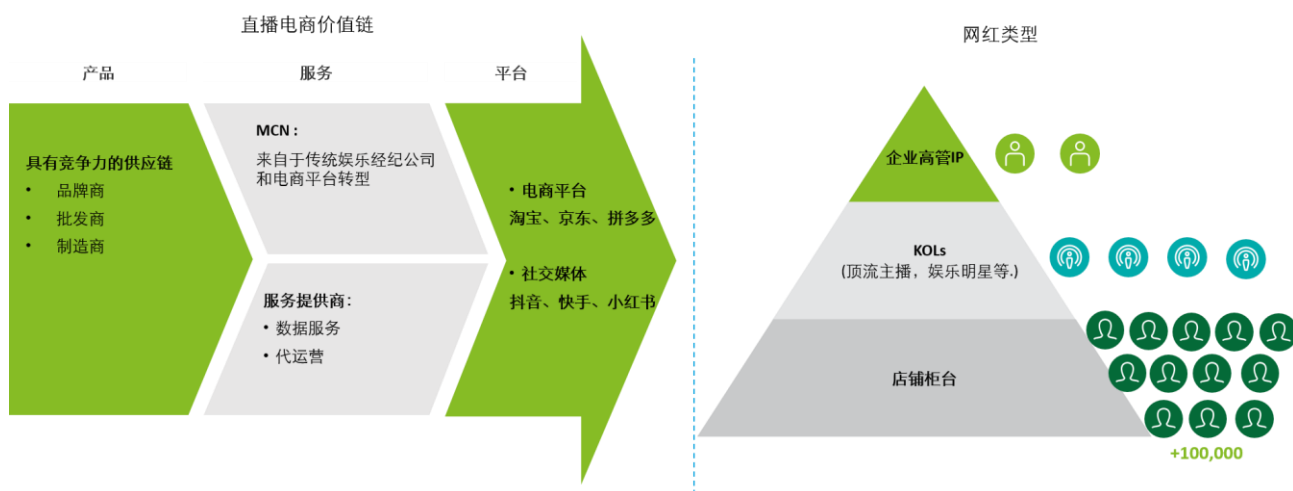 直播电商价值链
产品
服务
平台
具有竞争力的供应链
• 品牌商
• 批发商
• 制造商
MCN：
来自于传统娱乐经纪公司
和电商平台转型
服务提供商：
• 数据服务
• 代运营
• 电商平台
淘宝、京东、拼多多
• 社交媒体
抖音、快手、小红书
网红类型
企业高管IP
KOLs
(顶流主播，娱乐明星等.)
店铺柜台
+100,000